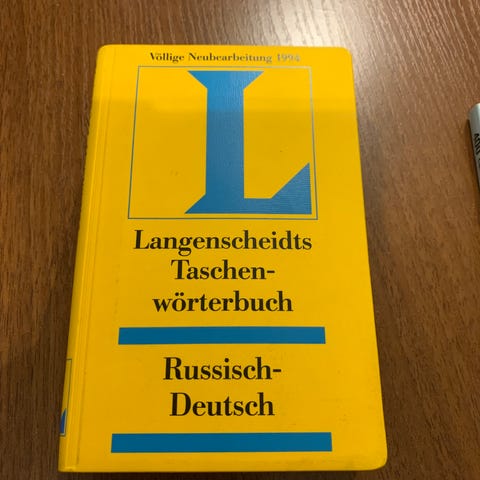 Völlige Neubearbeitung 1994
L
Langenscheidts
Taschen-
wörterbuch
Russisch-
Deutsch